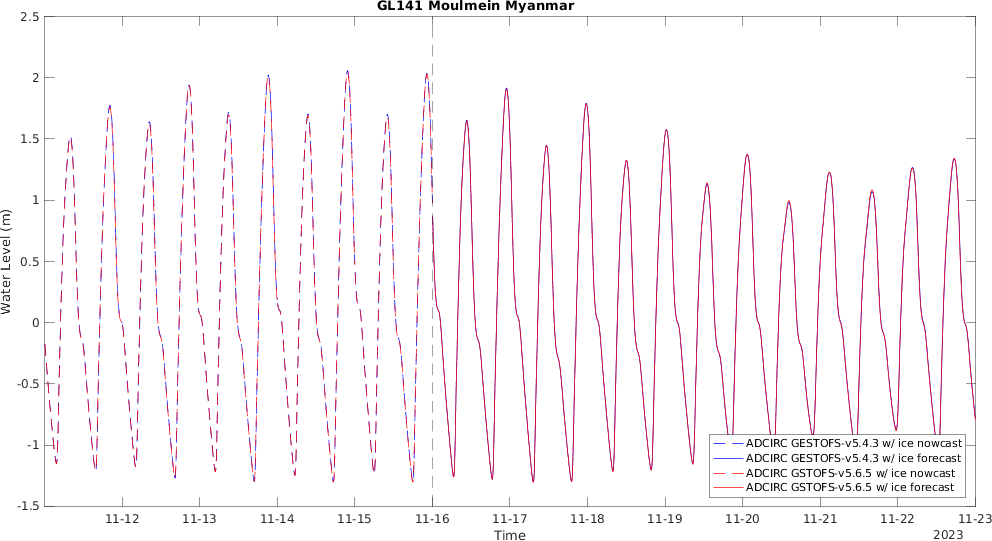 GL141 Moulmein Myanmar
2.5
2
1.5
1
0.5
0
-0.5
-1
-1.5
Water Level (m)
ADCIRC GESTOFS-v5.4.3 w/ ice nowcast
ADCIRC GESTOFS-v5.4.3 w/ ice forecast
ADCIRC GSTOFS-v5.6.5 w/ ice nowcast
ADCIRC GSTOFS-v5.6.5 w/ ice forecast
11-12 11-13 11-14 11-15 11-16 11-17 11-18 11-19 11-20 11-21 11-22 11-23
Time
2023